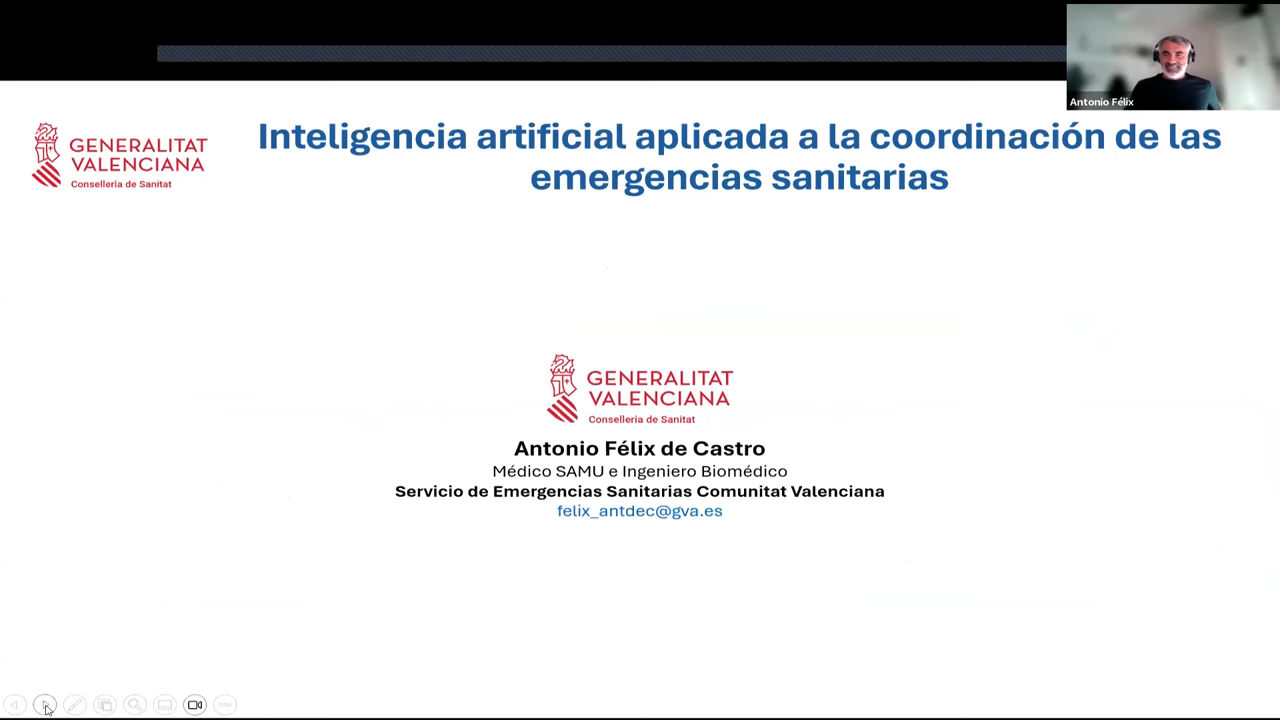 Antonio Félix
GENERALITAT
VALENCIANA
Conselleria de Sanitat
Inteligencia artificial aplicada a la coordinación de las
emergencias sanitarias
GENERALITAT
VALENCIANA
Conselleria de Sanitat
Antonio Félix de Castro
Médico SAMU e Ingeniero Biomédico
Servicio de Emergencias Sanitarias Comunitat Valenciana
felix_antdec@gva.es